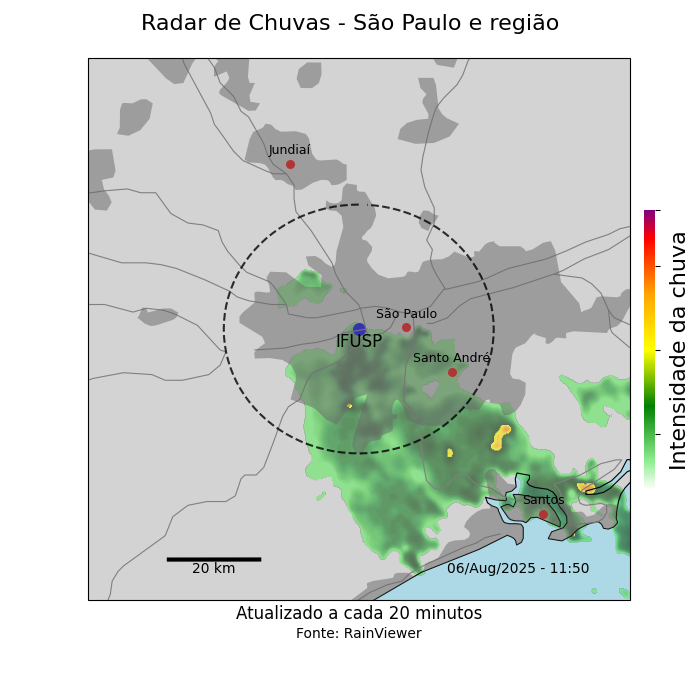 Radar de Chuvas - São Paulo e região
Jundiaí
São Paulo
IFUSP
Santo André
Santos
20 km
06/Aug/2025 - 11:50
Intensidade da chuva
Atualizado a cada 20 minutos
Fonte: RainViewer